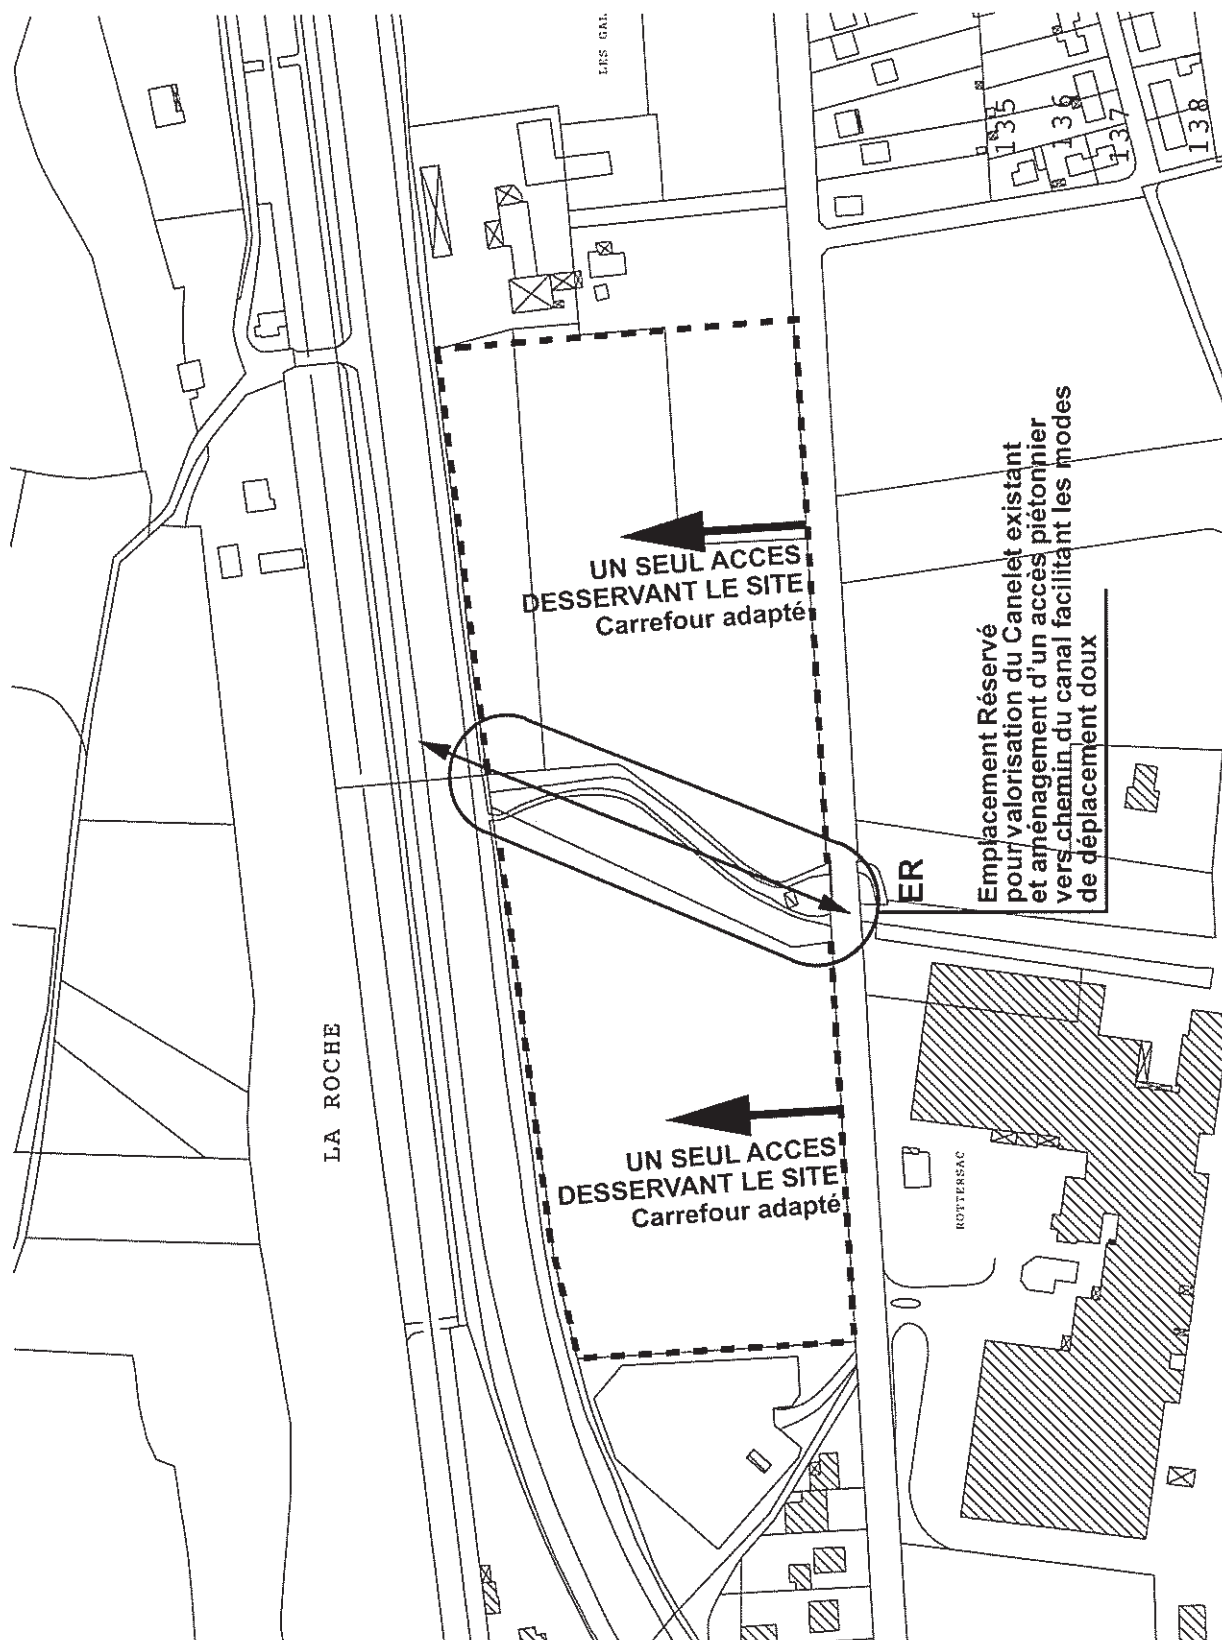 LES GAL
135
136
137
138
UN SEUL ACCES
DESSERVANT LE SITE
Carrefour adapté
Emplacement Réservé
pour valorisation du Canelet existant
et aménagement d'un accès piétonnier
vers chemin du canal facilitant les modes
de déplacement doux
ER
LA ROCHE
UN SEUL ACCES
DESSERVANT LE SITE
Carrefour adapté
ROTTERSAC